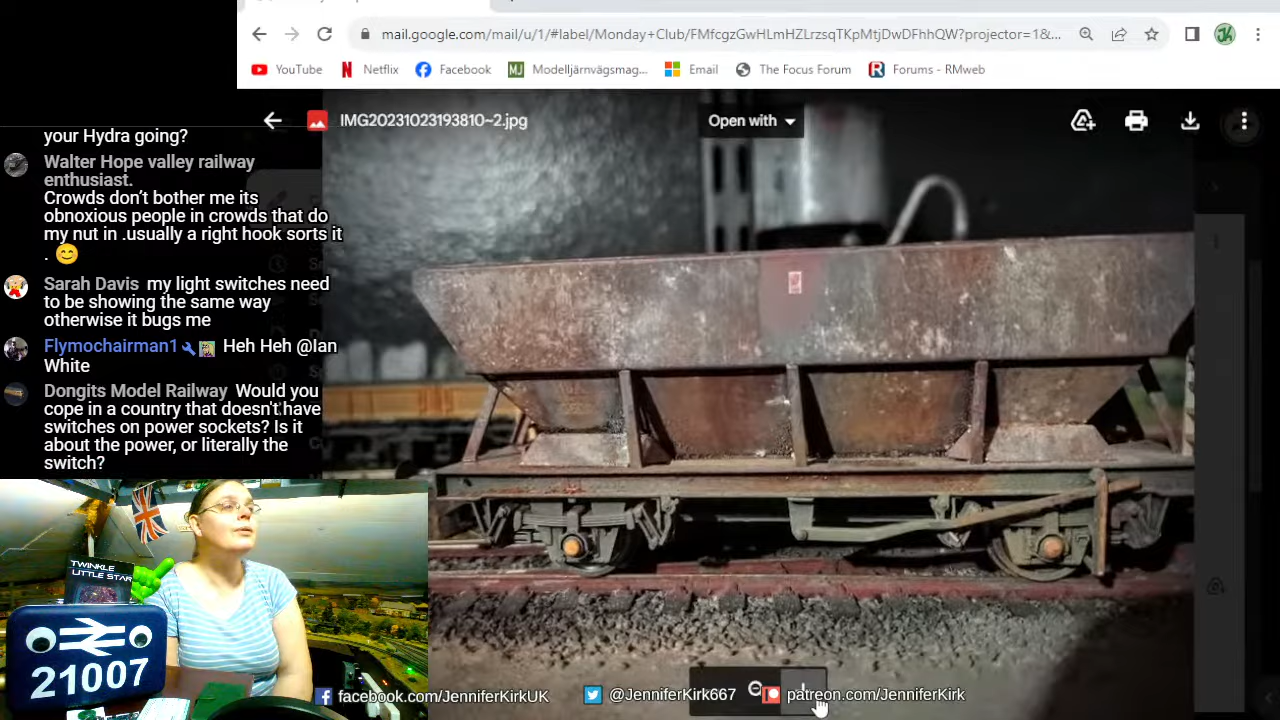 mail.google.com/mail/u/1/#label/Monday+Club/FMfcgzGwHLmHZLrzsqTKpMtjDwDFhhQW?projector=1&...
YouTube Netflix Facebook Modelljärnvägsmag... Email The Focus Forum Forums - RMweb
IMG20231023193810~2.jpg
Open with
your Hydra going?
Walter Hope valley railway
enthusiast.
Crowds don't bother me its
obnoxious people in crowds that do
my nut in .usually a right hook sorts it
. 😊
Sarah Davis my light switches need
to be showing the same way
otherwise it bugs me
Flymochairman1 Heh Heh @Ian
White
Dongits Model Railway Would you
cope in a country that doesn't have
switches on power sockets? Is it
about the power, or literally the
switch?
TWINKLE
LITTLE STAR
21007
facebook.com/JenniferKirkUK @JenniferKirk667 patreon.com/JenniferKirk